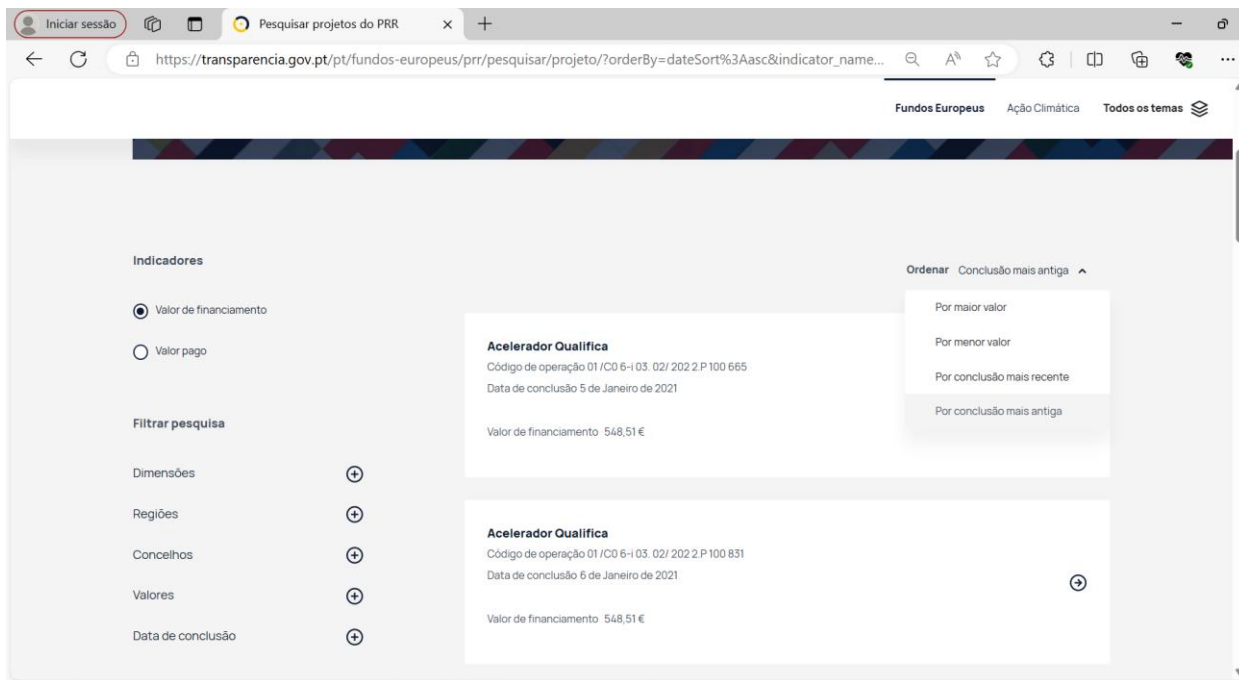 Iniciar sessão
Pesquisar projetos do PRR
https://transparencia.gov.pt/pt/fundos-europeus/prr/pesquisar/projeto/?orderBy=dateSort%3Aasc&indicator_name...
Fundos Europeus Ação Climática Todos os temas
Indicadores
Valor de financiamento
Valor pago
Filtrar pesquisa
Dimensões
Regiões
Concelhos
Valores
Data de conclusão
Ordenar Conclusão mais antiga
Por maior valor
Por menor valor
Por conclusão mais recente
Por conclusão mais antiga
Acelerador Qualifica
Código de operação 01 /C0 6-i 03. 02/ 202 2.P 100 665
Data de conclusão 5 de Janeiro de 2021
Valor de financiamento 548,51 €
Acelerador Qualifica
Código de operação 01 /C0 6-i 03. 02/ 202 2.P 100 831
Data de conclusão 6 de Janeiro de 2021
Valor de financiamento 548,51 €